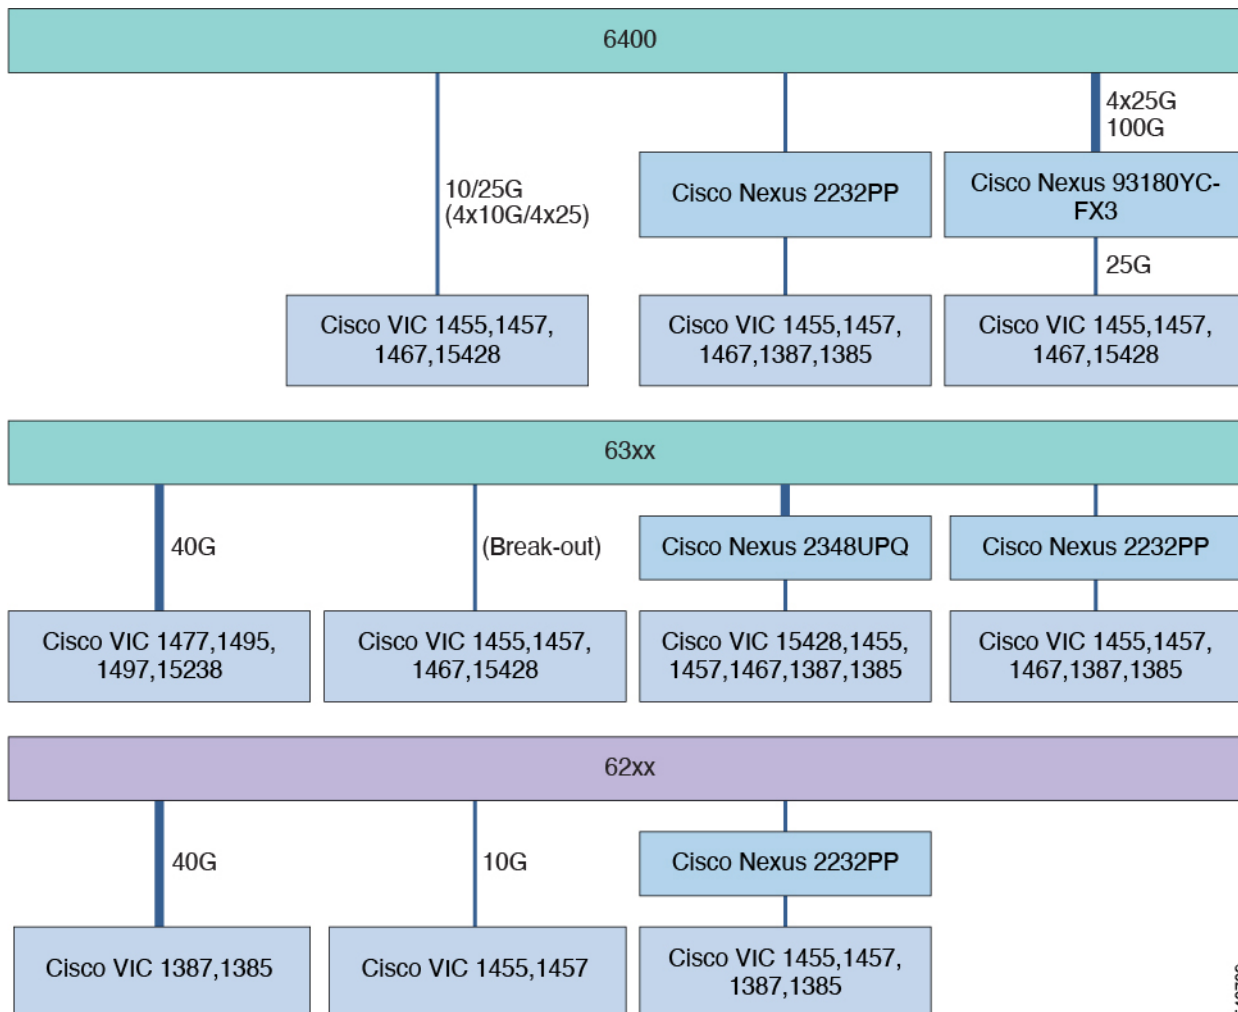 6400
4x25G
100G
10/25G
(4x10G/4x25)
Cisco Nexus 2232PP
Cisco Nexus 93180YC-
FX3
25G
Cisco VIC 1455,1457,
1467,15428
Cisco VIC 1455,1457,
1467,1387,1385
Cisco VIC 1455,1457,
1467,15428
63xx
40G
(Break-out)
Cisco Nexus 2348UPQ
Cisco Nexus 2232PP
Cisco VIC 1477,1495,
1497,15238
Cisco VIC 1455,1457,
1467,15428
Cisco VIC 15428,1455,
1457,1467,1387,1385
Cisco VIC 1455,1457,
1467,1387,1385
62xx
40G
10G
Cisco Nexus 2232PP
Cisco VIC 1387,1385
Cisco VIC 1455,1457
Cisco VIC 1455,1457,
1387,1385